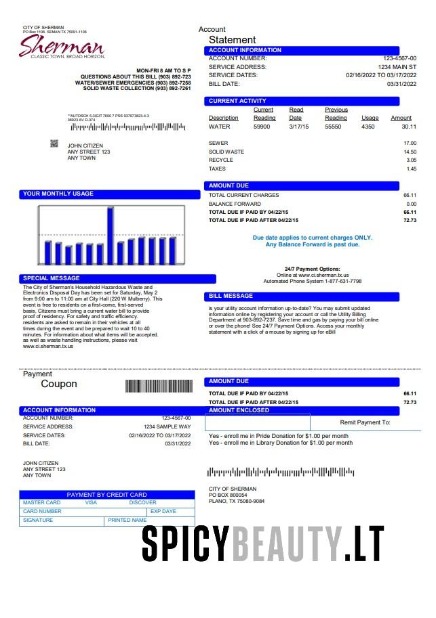 CITY OF SHERMAN
Sherman
CLASSIC TOWN, BROAD HORIZON.
MON-FRI 8 AM TO 5 P
QUESTIONS ABOUT THIS BILL (903) 892-723
WATER/SEWER EMERGENCIES (903) 892-7258
SOLID WASTE COLLECTION (903) 892-7261
JOHN CITIZEN
ANY STREET 123
ANY TOWN
Account
Statement
ACCOUNT INFORMATION
ACCOUNT NUMBER: 123-4567-00
SERVICE ADDRESS: 1234 MAIN ST
SERVICE DATES: 02/16/2022 TO 03/17/2022
BILL DATE: 03/31/2022
CURRENT ACTIVITY
Current Read Previous
Description Reading Date Reading Usage Amount
WATER 59900 3/17/15 55550 4350 30.11
SEWER 17.00
SOLID WASTE 14.50
RECYCLE 3.05
TAXES 1.45
AMOUNT DUE
TOTAL CURRENT CHARGES 66.11
BALANCE FORWARD 0.00
TOTAL DUE IF PAID BY 04/22/15 66.11
TOTAL DUE IF PAID AFTER 04/22/15 72.73
Due date applies to current charges ONLY.
Any Balance Forward is past due.
24/7 Payment Options:
Online at www.ci.sherman.tx.us
Automated Phone System 1-877-631-7798
YOUR MONTHLY USAGE
SPECIAL MESSAGE
The City of Sherman's Household Hazardous Waste and
Electronics Disposal Day has been set for Saturday, May 2
from 9:00 am to 11:00 am at City Hall (220 W Mulberry). This
event is free to residents on a first-come, first-served
basis. Citizens must bring a current water bill to provide
proof of residency. For safety and traffic efficiency,
residents are asked to remain in their vehicles at all
times during the event and be prepared to wait 10 to 40
minutes. For information about what items will be accepted,
as well as waste handling instructions, please visit
www.ci.sherman.tx.us
BILL MESSAGE
Is your utility account information up-to-date? You may submit updated
information online by registering your account or call the Utility Billing
Department at 903-892-7237. Save time and gas by paying your bill online
or over the phone! See 24/7 Payment Options. Access your monthly
statement with a click of a mouse by signing up for eBill
Payment
Coupon
AMOUNT DUE
TOTAL DUE IF PAID BY 04/22/15 66.11
TOTAL DUE IF PAID AFTER 04/22/15 72.73
AMOUNT ENCLOSED
Remit Payment To:
Yes - enroll me in Pride Donation for $1.00 per month
Yes - enroll me in Library Donation for $1.00 per month
ACCOUNT INFORMATION
ACCOUNT NUMBER: 123-4567-00
SERVICE ADDRESS: 1234 SAMPLE WAY
SERVICE DATES: 02/16/2022 TO 03/17/2022
BILL DATE: 03/31/2022
JOHN CITIZEN
ANY STREET 123
ANY TOWN
CITY OF SHERMAN
PO BOX 860054
PLANO, TX 75080-9084
PAYMENT BY CREDIT CARD
MASTER CARD VISA DISCOVER
CARD NUMBER EXP DATE
SIGNATURE PRINTED NAME
SPICYBEAUTY.LT